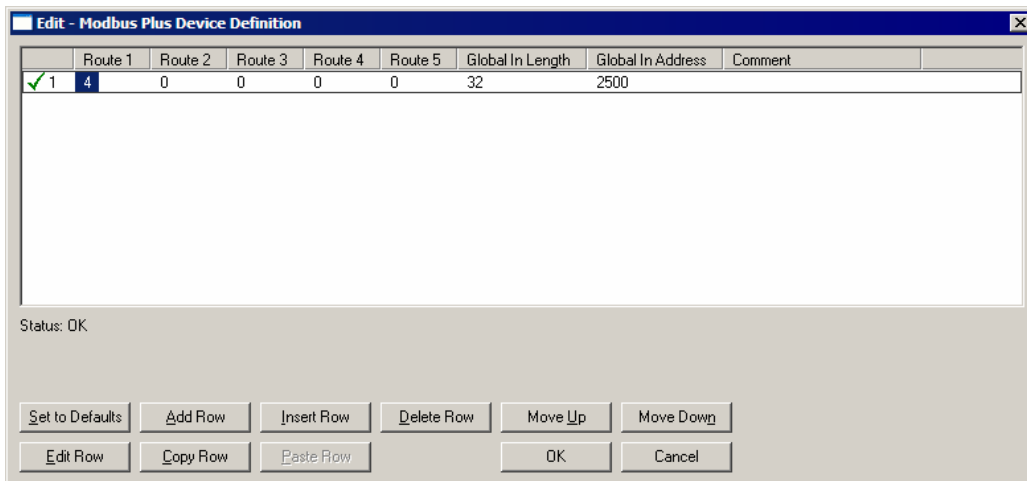 Edit - Modbus Plus Device Definition
Route 1 Route 2 Route 3 Route 4 Route 5 Global In Length Global In Address Comment
1 4 0 0 0 0 32 2500
Status: OK
Set to Defaults Add Row Insert Row Delete Row Move Up Move Down
Edit Row Copy Row Paste Row OK Cancel